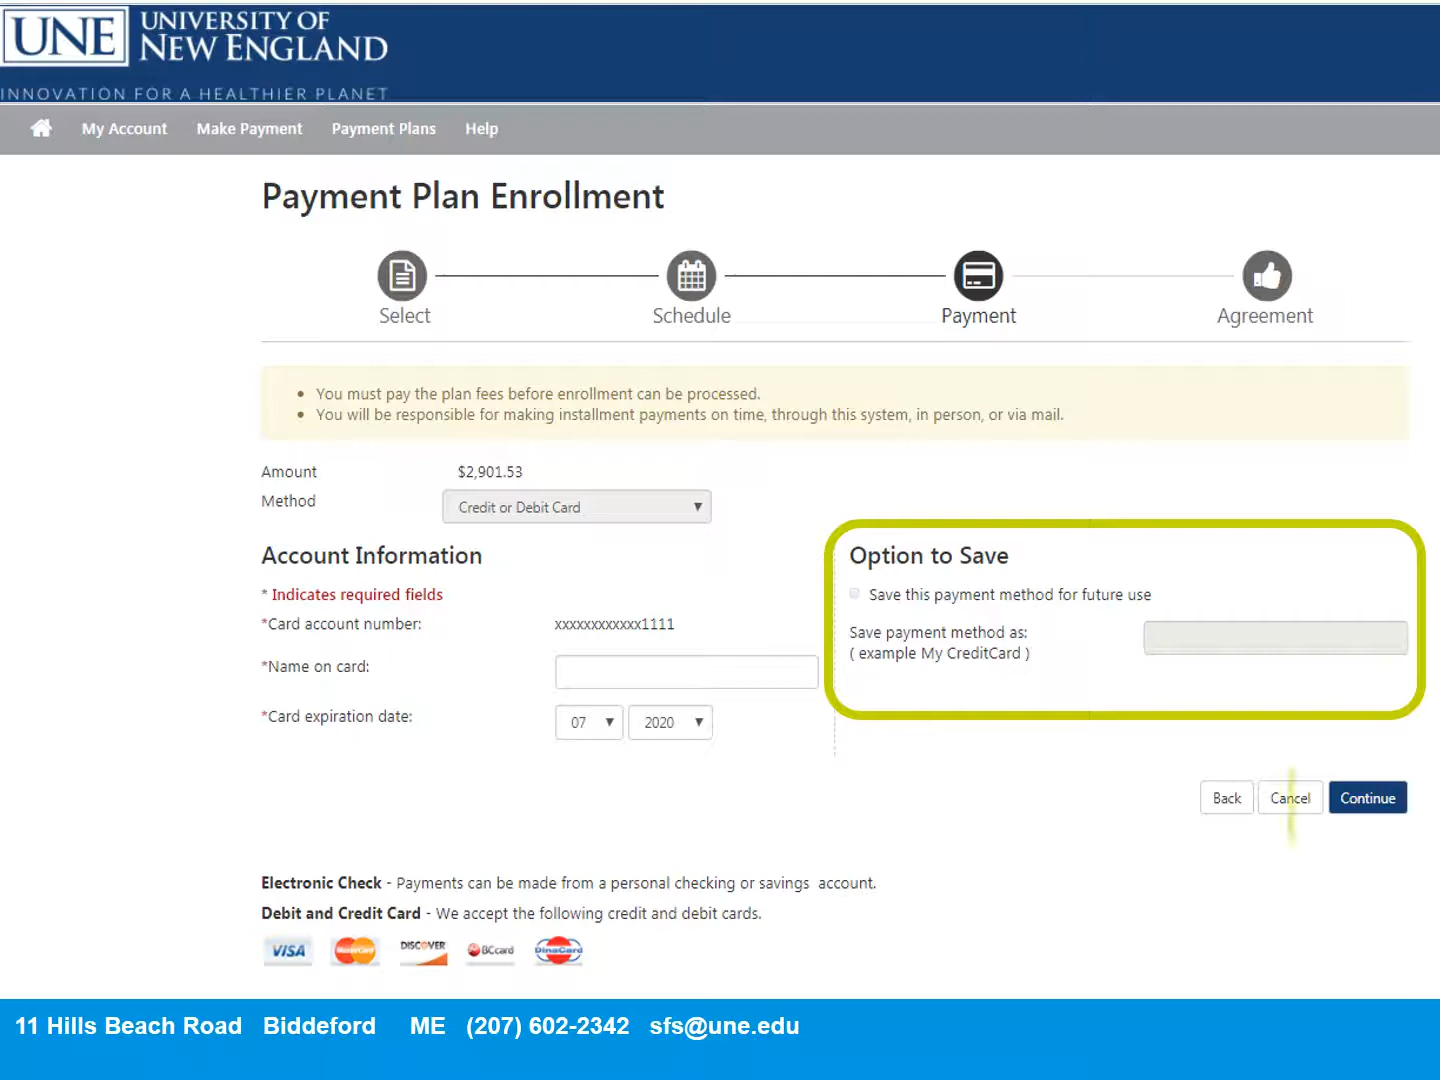 UNE UNIVERSITY OF NEW ENGLAND
INNOVATION FOR A HEALTHIER PLANET
My Account Make Payment Payment Plans Help
Payment Plan Enrollment
Select Schedule Payment Agreement
• You must pay the plan fees before enrollment can be processed.
• You will be responsible for making installment payments on time, through this system, in person, or via mail.
Amount $2,901.53
Method Credit or Debit Card
Account Information
* Indicates required fields
*Card account number: xxxxxxxxxxxx1111
*Name on card:
*Card expiration date: 07 2020
Option to Save
Save this payment method for future use
Save payment method as:
( example My CreditCard )
Back Cancel Continue
Electronic Check - Payments can be made from a personal checking or savings account.
Debit and Credit Card - We accept the following credit and debit cards.
VISA MasterCard DISCOVER BCcard DinaCard
11 Hills Beach Road Biddeford ME (207) 602-2342 sfs@une.edu